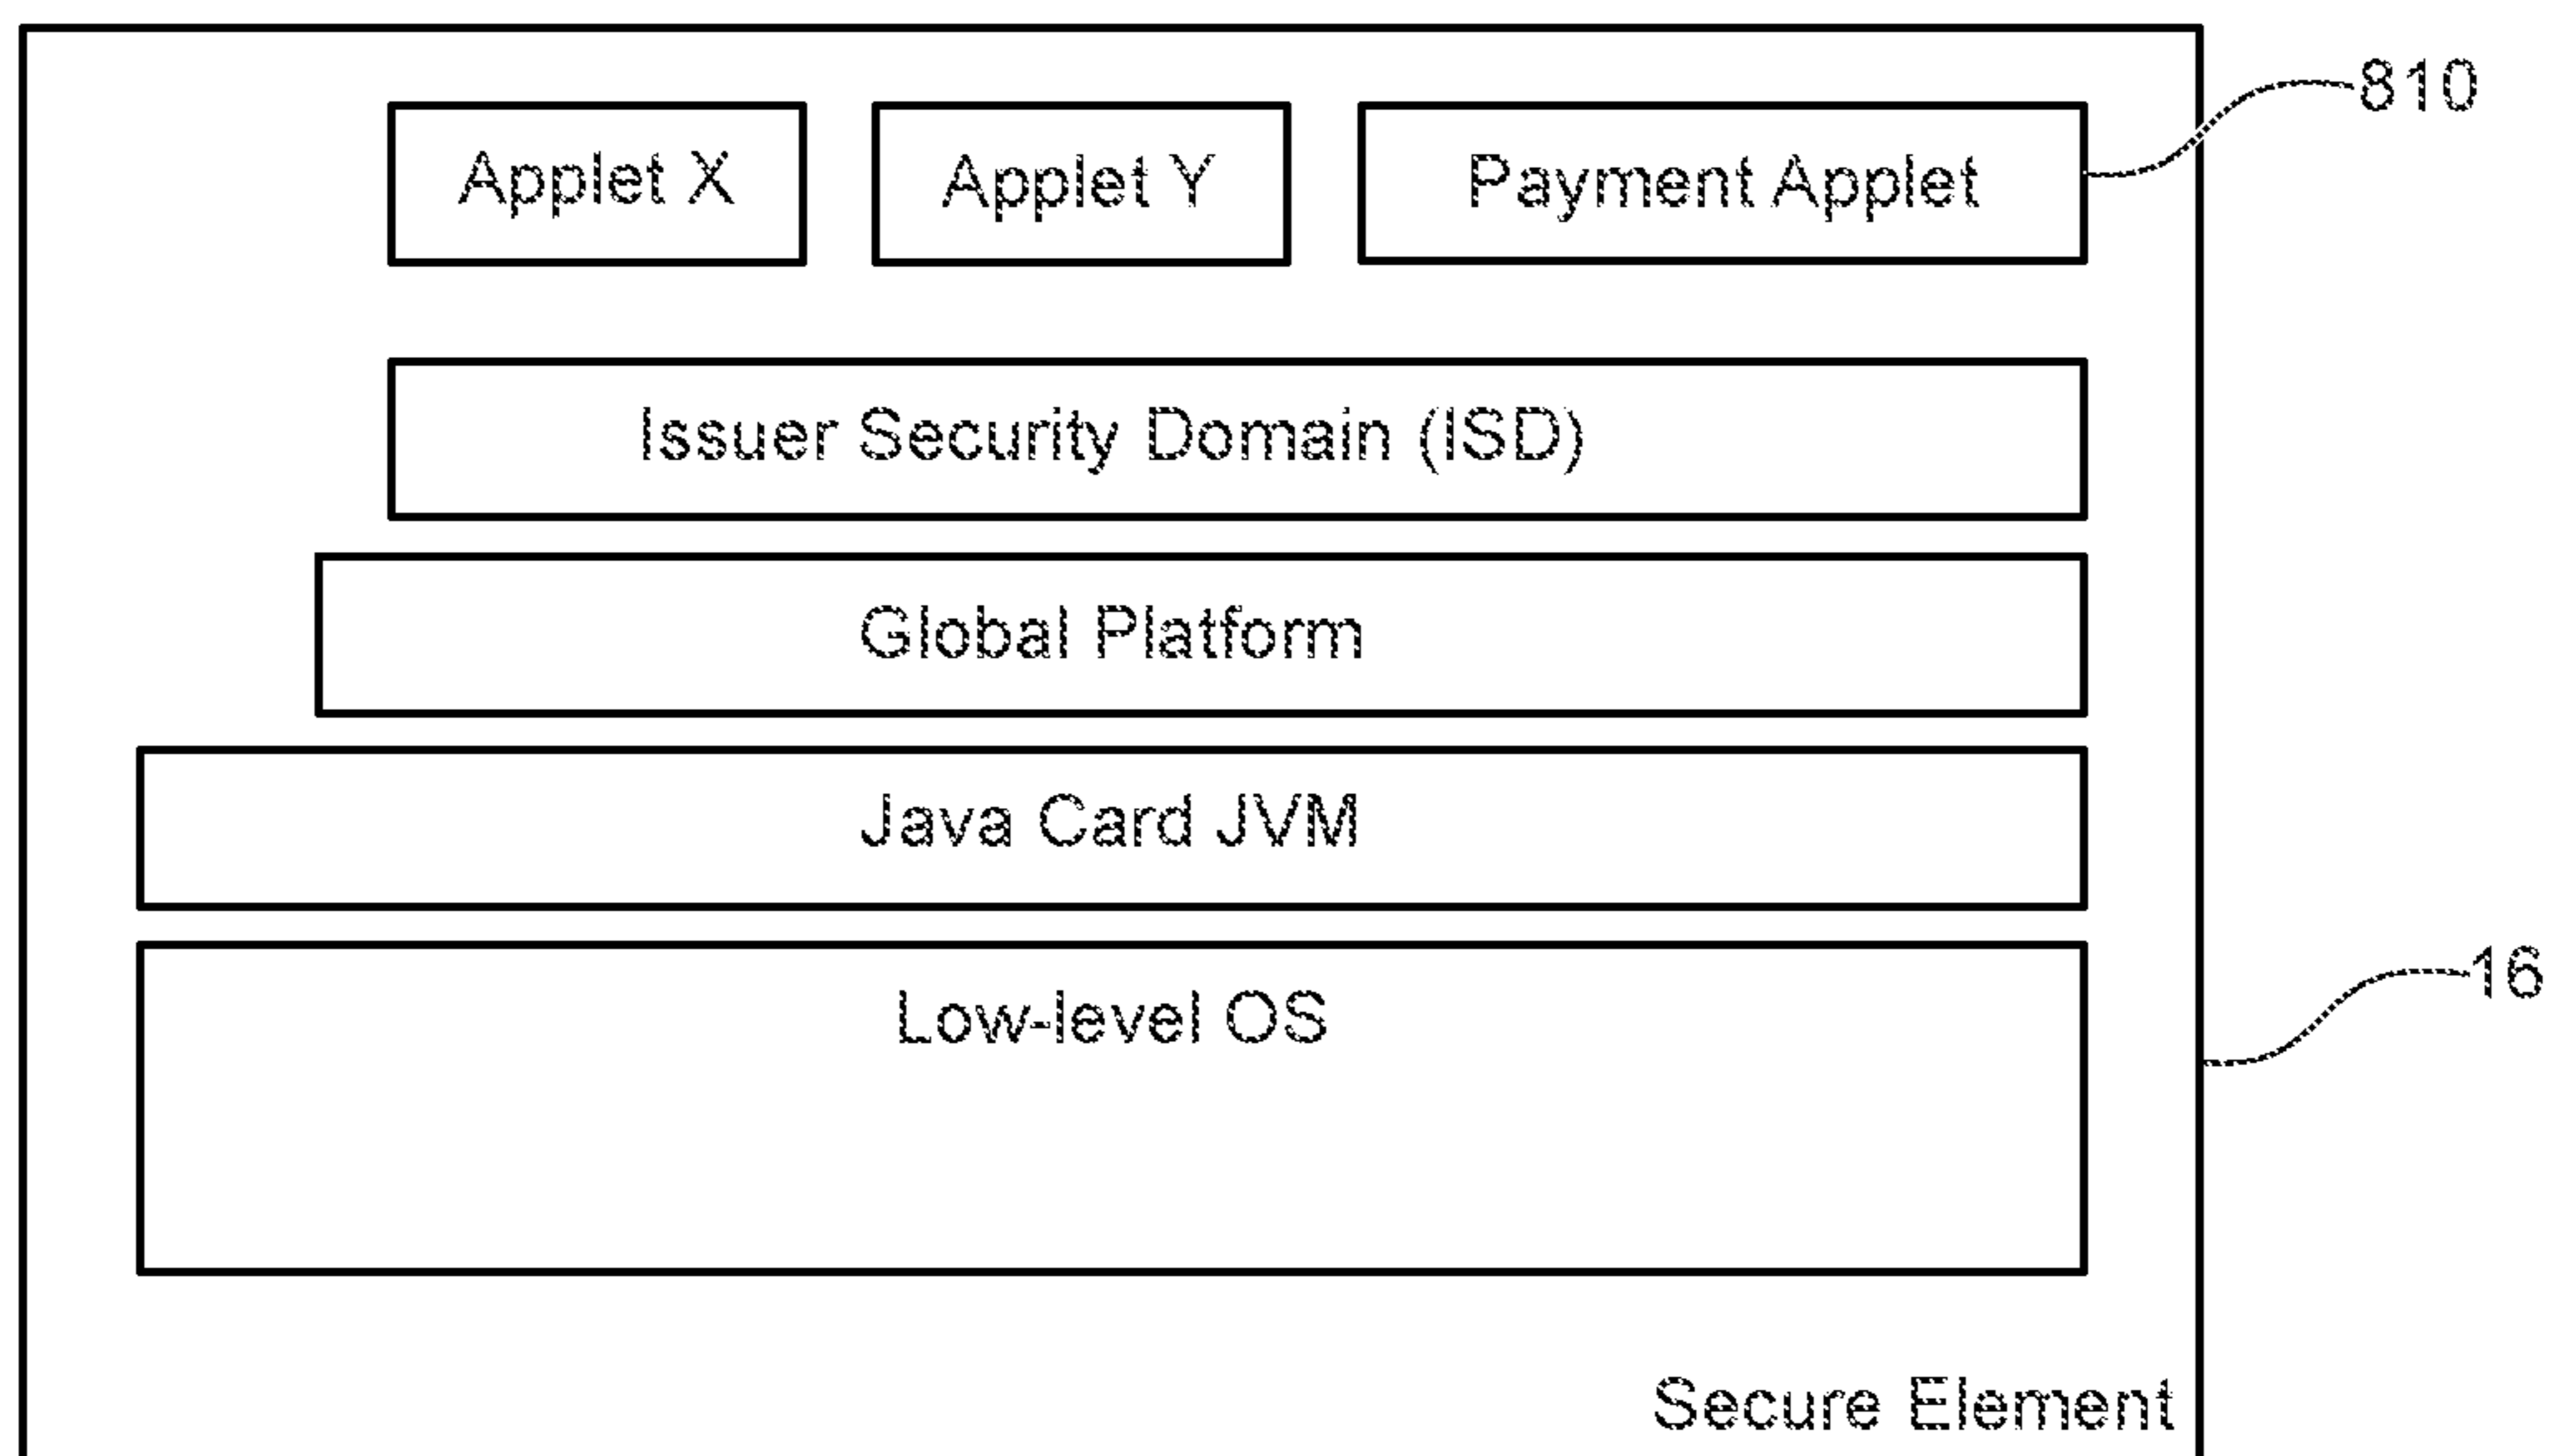 810
Applet X
Applet Y
Payment Applet
Issuer Security Domain (ISD)
Global Platform
Java Card JVM
Low-level OS
16
Secure Element